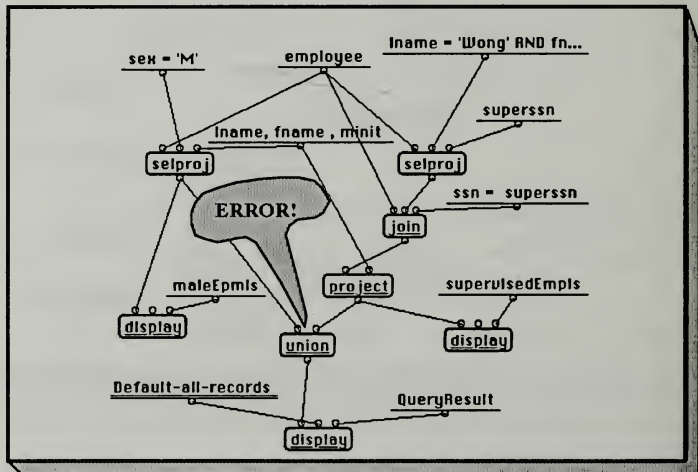 lname = 'Wong' AND fn...
sex = 'M'
employee
superssn
lname, fname , minit
selproj
selproj
ERROR!
ssn = superssn
join
maleEpmls
project
supervisedEmpls
display
union
display
Default-all-records
QueryResult
display